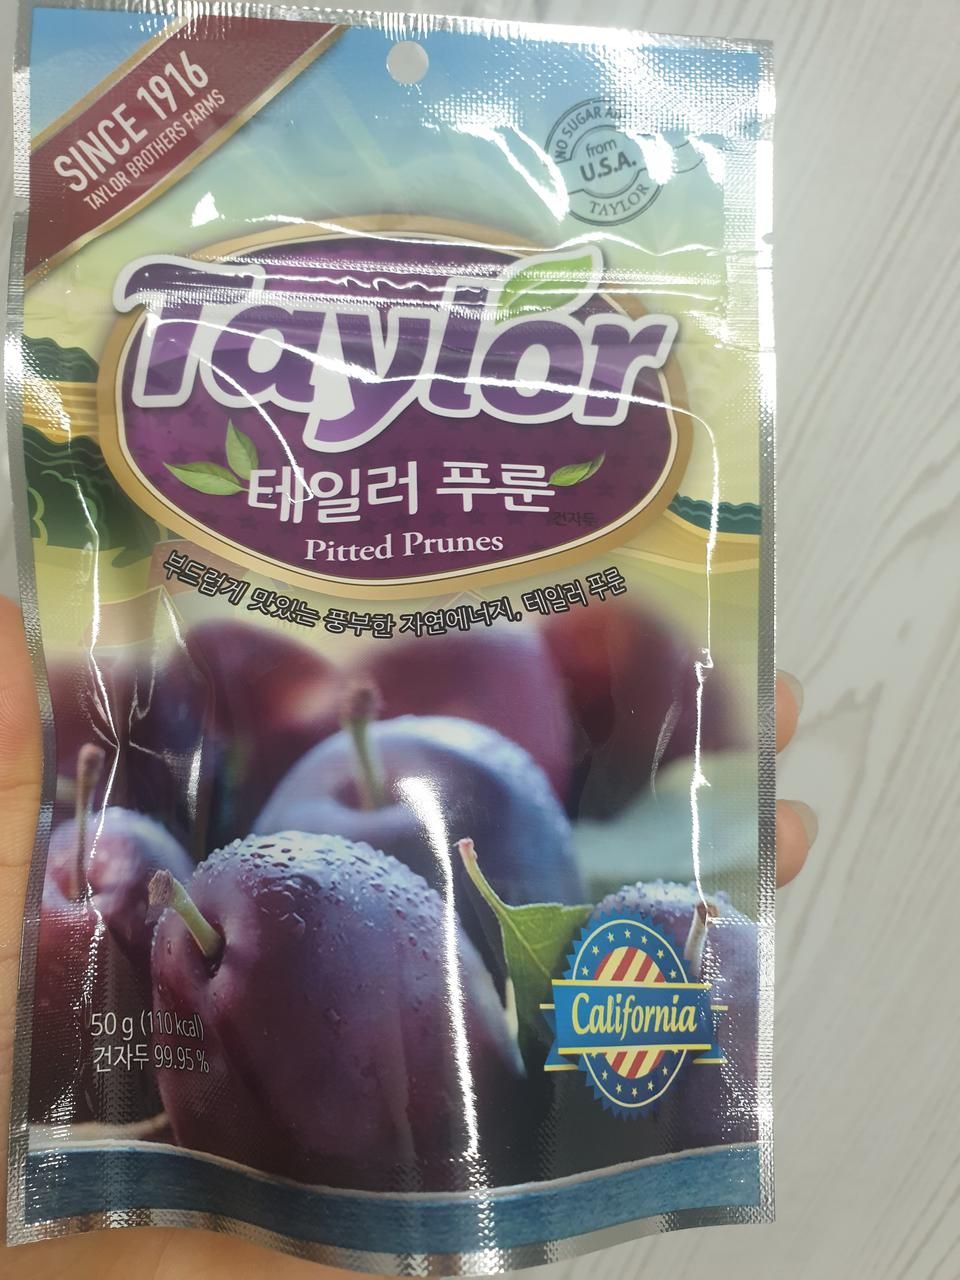 SINCE 1916
TAYLOR BROTHERS FARMS
NO SUGAR
from
U.S.A.
TAYLOR
Taylor
테일러 푸룬
건자두
Pitted Prunes
부드럽게 맛있는 풍부한 자연에너지, 테일러 푸룬
50 g (110 kcal)
건자두 99.95 %
California